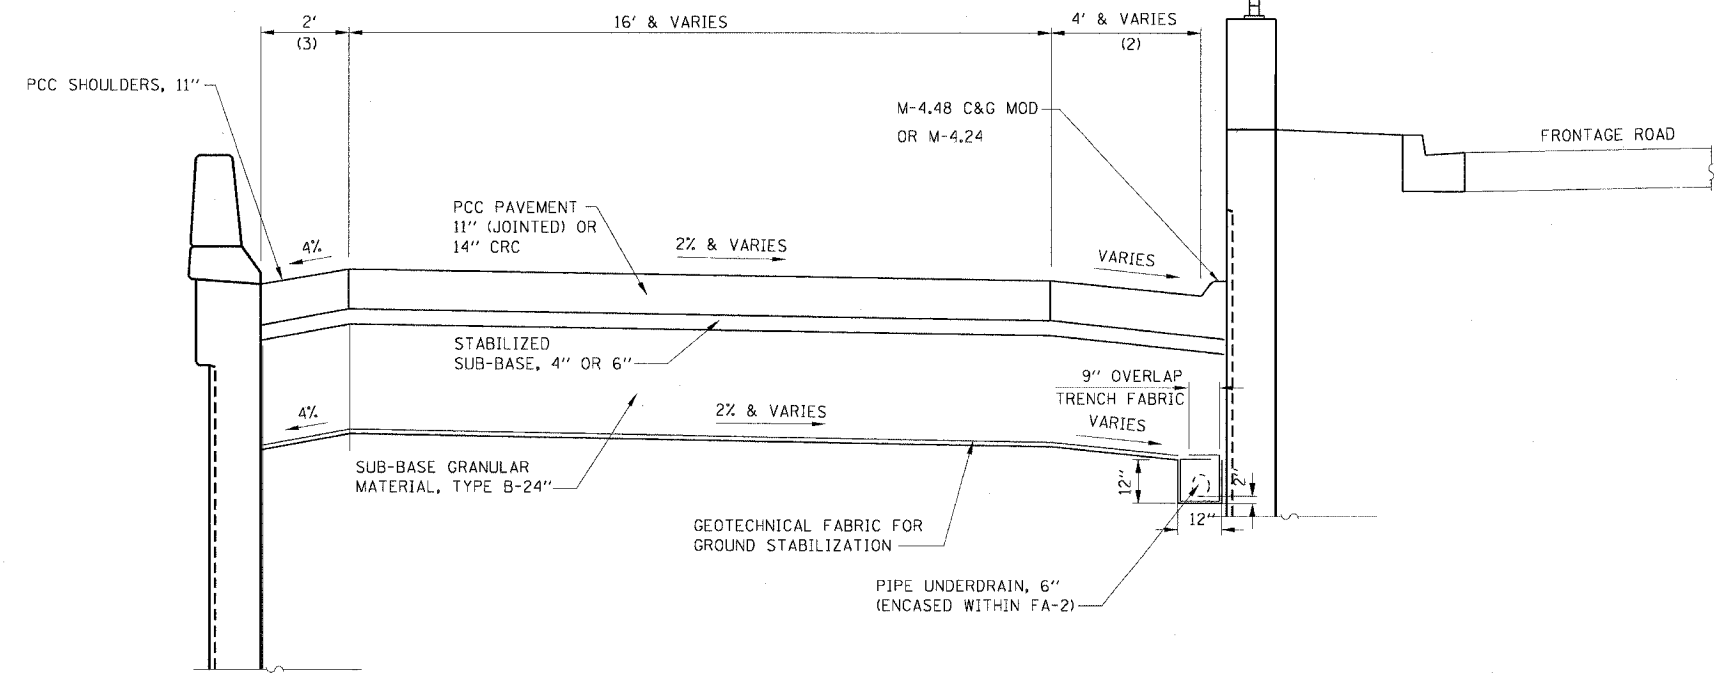 2'
(3)
16' & VARIES
4' & VARIES
(2)
PCC SHOULDERS, 11"
M-4.48 C&G MOD
OR M-4.24
FRONTAGE ROAD
PCC PAVEMENT
11" (JOINTED) OR
14" CRC
4%
2% & VARIES
VARIES
STABILIZED
SUB-BASE, 4" OR 6"
9" OVERLAP
TRENCH FABRIC
4%
2% & VARIES
VARIES
SUB-BASE GRANULAR
MATERIAL, TYPE B-24"
12"
2"
12"
GEOTECHNICAL FABRIC FOR
GROUND STABILIZATION
PIPE UNDERDRAIN, 6"
(ENCASED WITHIN FA-2)